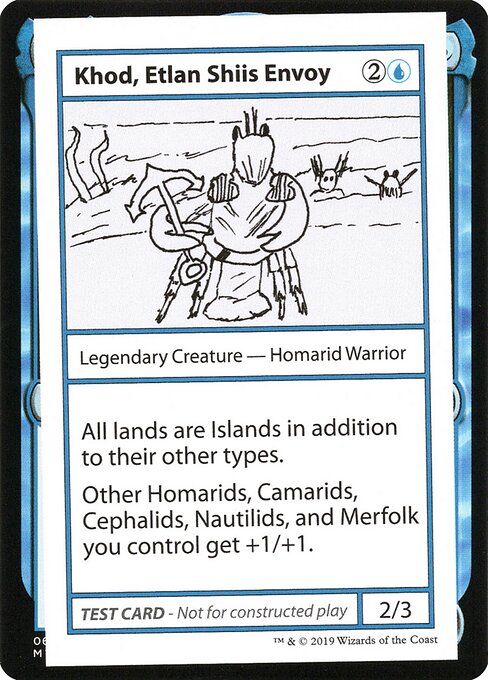 Khod, Etlan Shiis Envoy 2
Legendary Creature — Homarid Warrior
All lands are Islands in addition
to their other types.
Other Homarids, Camarids,
Cephalids, Nautilids, and Merfolk
you control get +1/+1.
TEST CARD - Not for constructed play 2/3
™ & © 2019 Wizards of the Coast